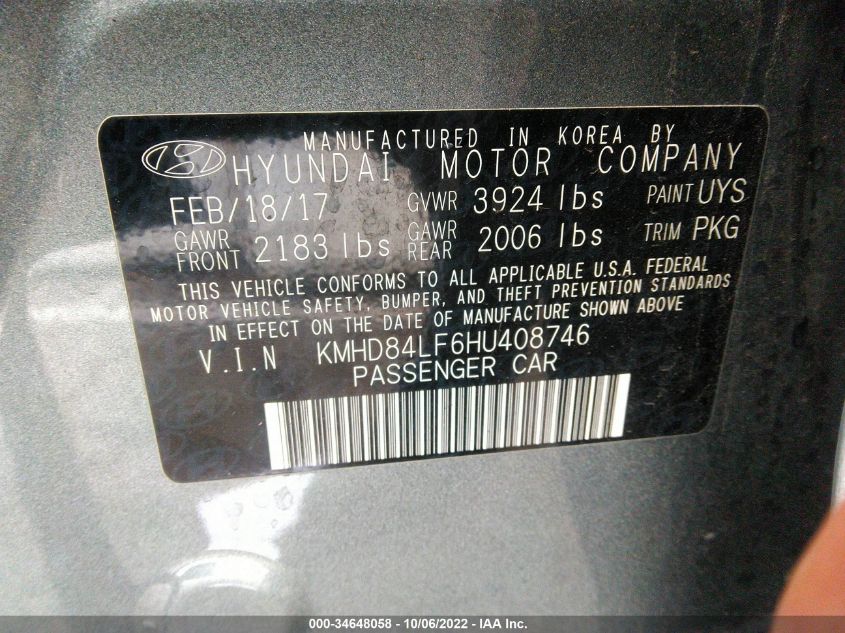 MANUFACTURED IN KOREA BY
HYUNDAI MOTOR COMPANY
FEB/18/17 GVWR 3924 lbs PAINT UYS
GAWR FRONT 2183 lbs GAWR REAR 2006 lbs TRIM PKG
THIS VEHICLE CONFORMS TO ALL APPLICABLE U.S.A. FEDERAL
MOTOR VEHICLE SAFETY, BUMPER, AND THEFT PREVENTION STANDARDS
IN EFFECT ON THE DATE OF MANUFACTURE SHOWN ABOVE
V.I.N KMHD84LF6HU408746
PASSENGER CAR
000-34648058 - 10/06/2022 - IAA Inc.